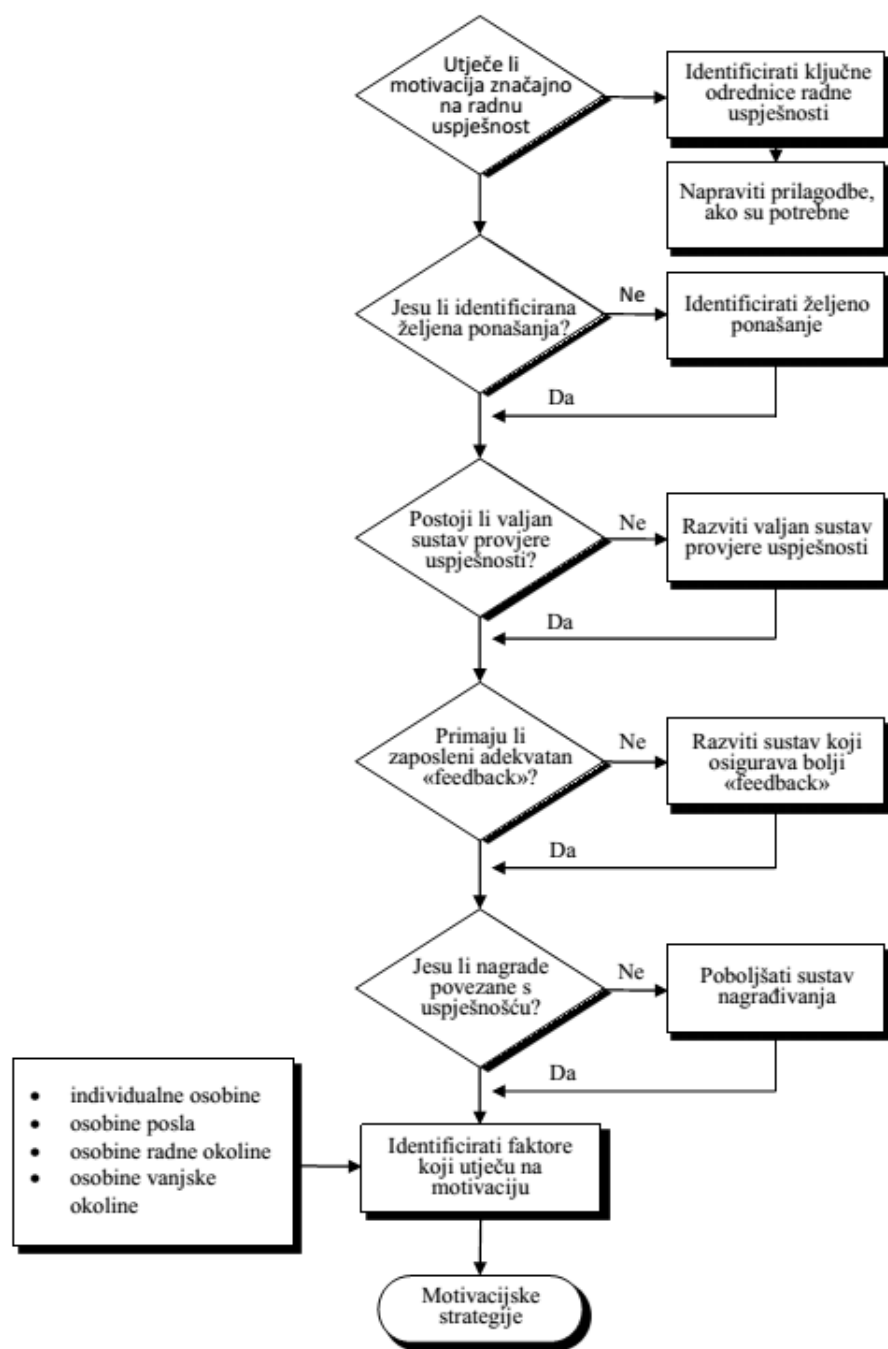 Utječe li
motivacija značajno
na radnu
uspješnost
Identificirati ključne
odrednice radne
uspješnosti
Napraviti prilagodbe,
ako su potrebne
Jesu li identificirana
željena ponašanja?
Ne
Identificirati željeno
ponašanje
Da
Postoji li valjan
sustav provjere
uspješnosti?
Ne
Razviti valjan sustav
provjere uspješnosti
Da
Primaju li
zaposleni adekvatan
«feedback»?
Ne
Razviti sustav koji
osigurava bolji
«feedback»
Da
Jesu li nagrade
povezane s
uspješnošću?
Ne
Poboljšati sustav
nagrađivanja
Da
• individualne osobine
• osobine posla
• osobine radne okoline
• osobine vanjske
okoline
Identificirati faktore
koji utječu na
motivaciju
Motivacijske
strategije